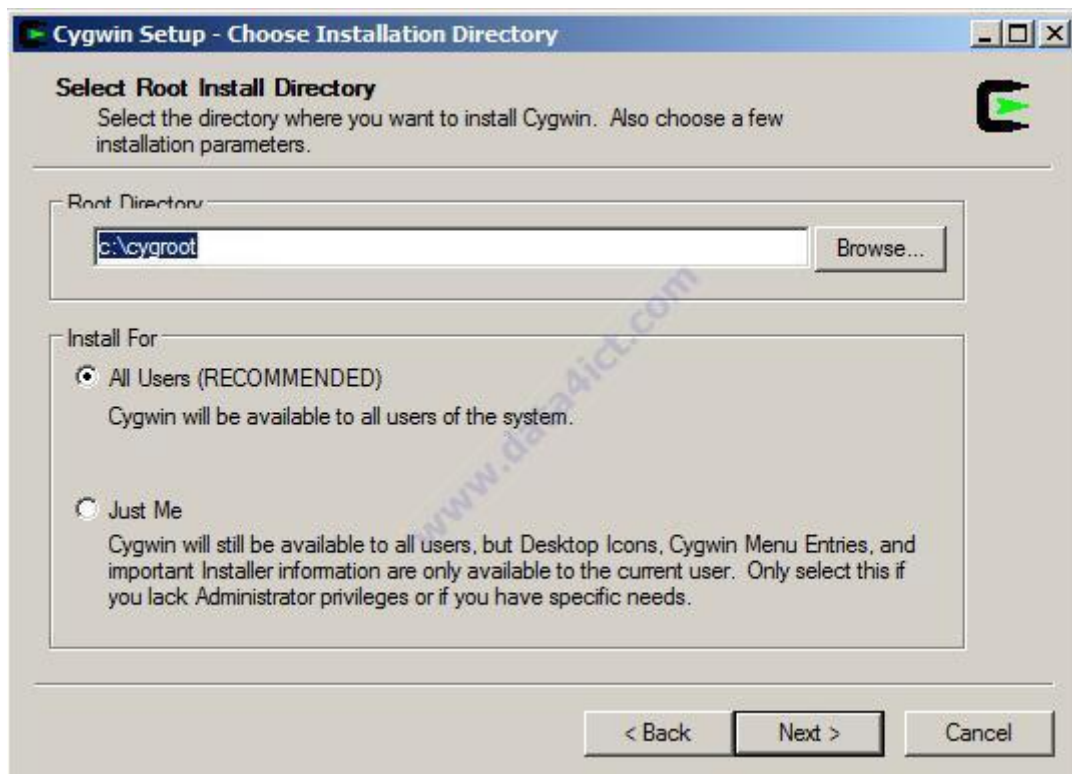 Cygwin Setup - Choose Installation Directory
Select Root Install Directory
Select the directory where you want to install Cygwin. Also choose a few
installation parameters.
Root Directory
c:\cygroot
Browse...
Install For
All Users (RECOMMENDED)
Cygwin will be available to all users of the system.
Just Me
Cygwin will still be available to all users, but Desktop Icons, Cygwin Menu Entries, and
important Installer information are only available to the current user. Only select this if
you lack Administrator privileges or if you have specific needs.
www.data4ict.com
< Back
Next >
Cancel